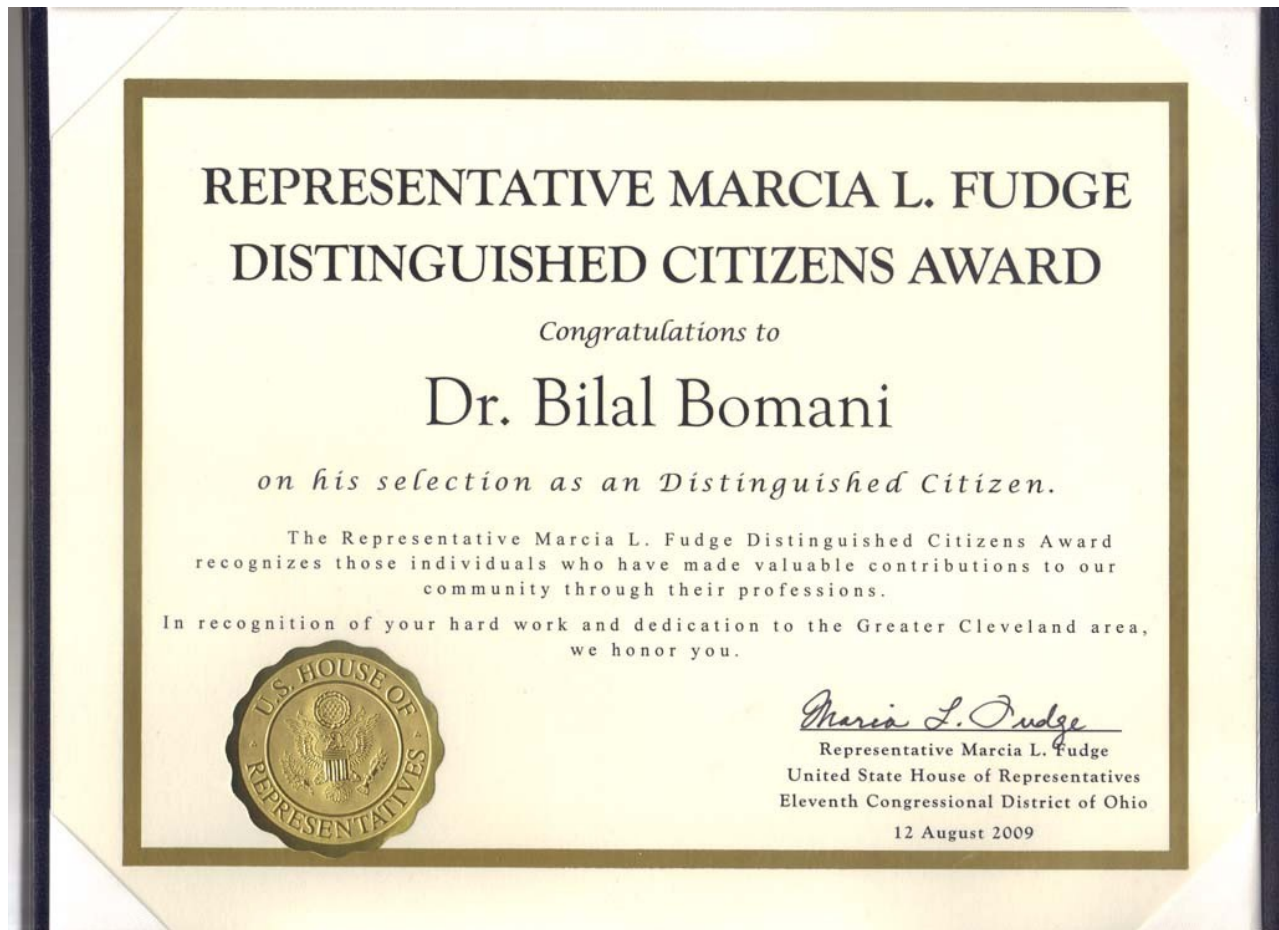 REPRESENTATIVE MARCIA L. FUDGE
DISTINGUISHED CITIZENS AWARD
Congratulations to
Dr. Bilal Bomani
on his selection as an Distinguished Citizen.
The Representative Marcia L. Fudge Distinguished Citizens Award
recognizes those individuals who have made valuable contributions to our
community through their professions.
In recognition of your hard work and dedication to the Greater Cleveland area,
we honor you.
U.S. HOUSE OF
REPRESENTATIVES
Marcia L. Fudge
Representative Marcia L. Fudge
United State House of Representatives
Eleventh Congressional District of Ohio
12 August 2009